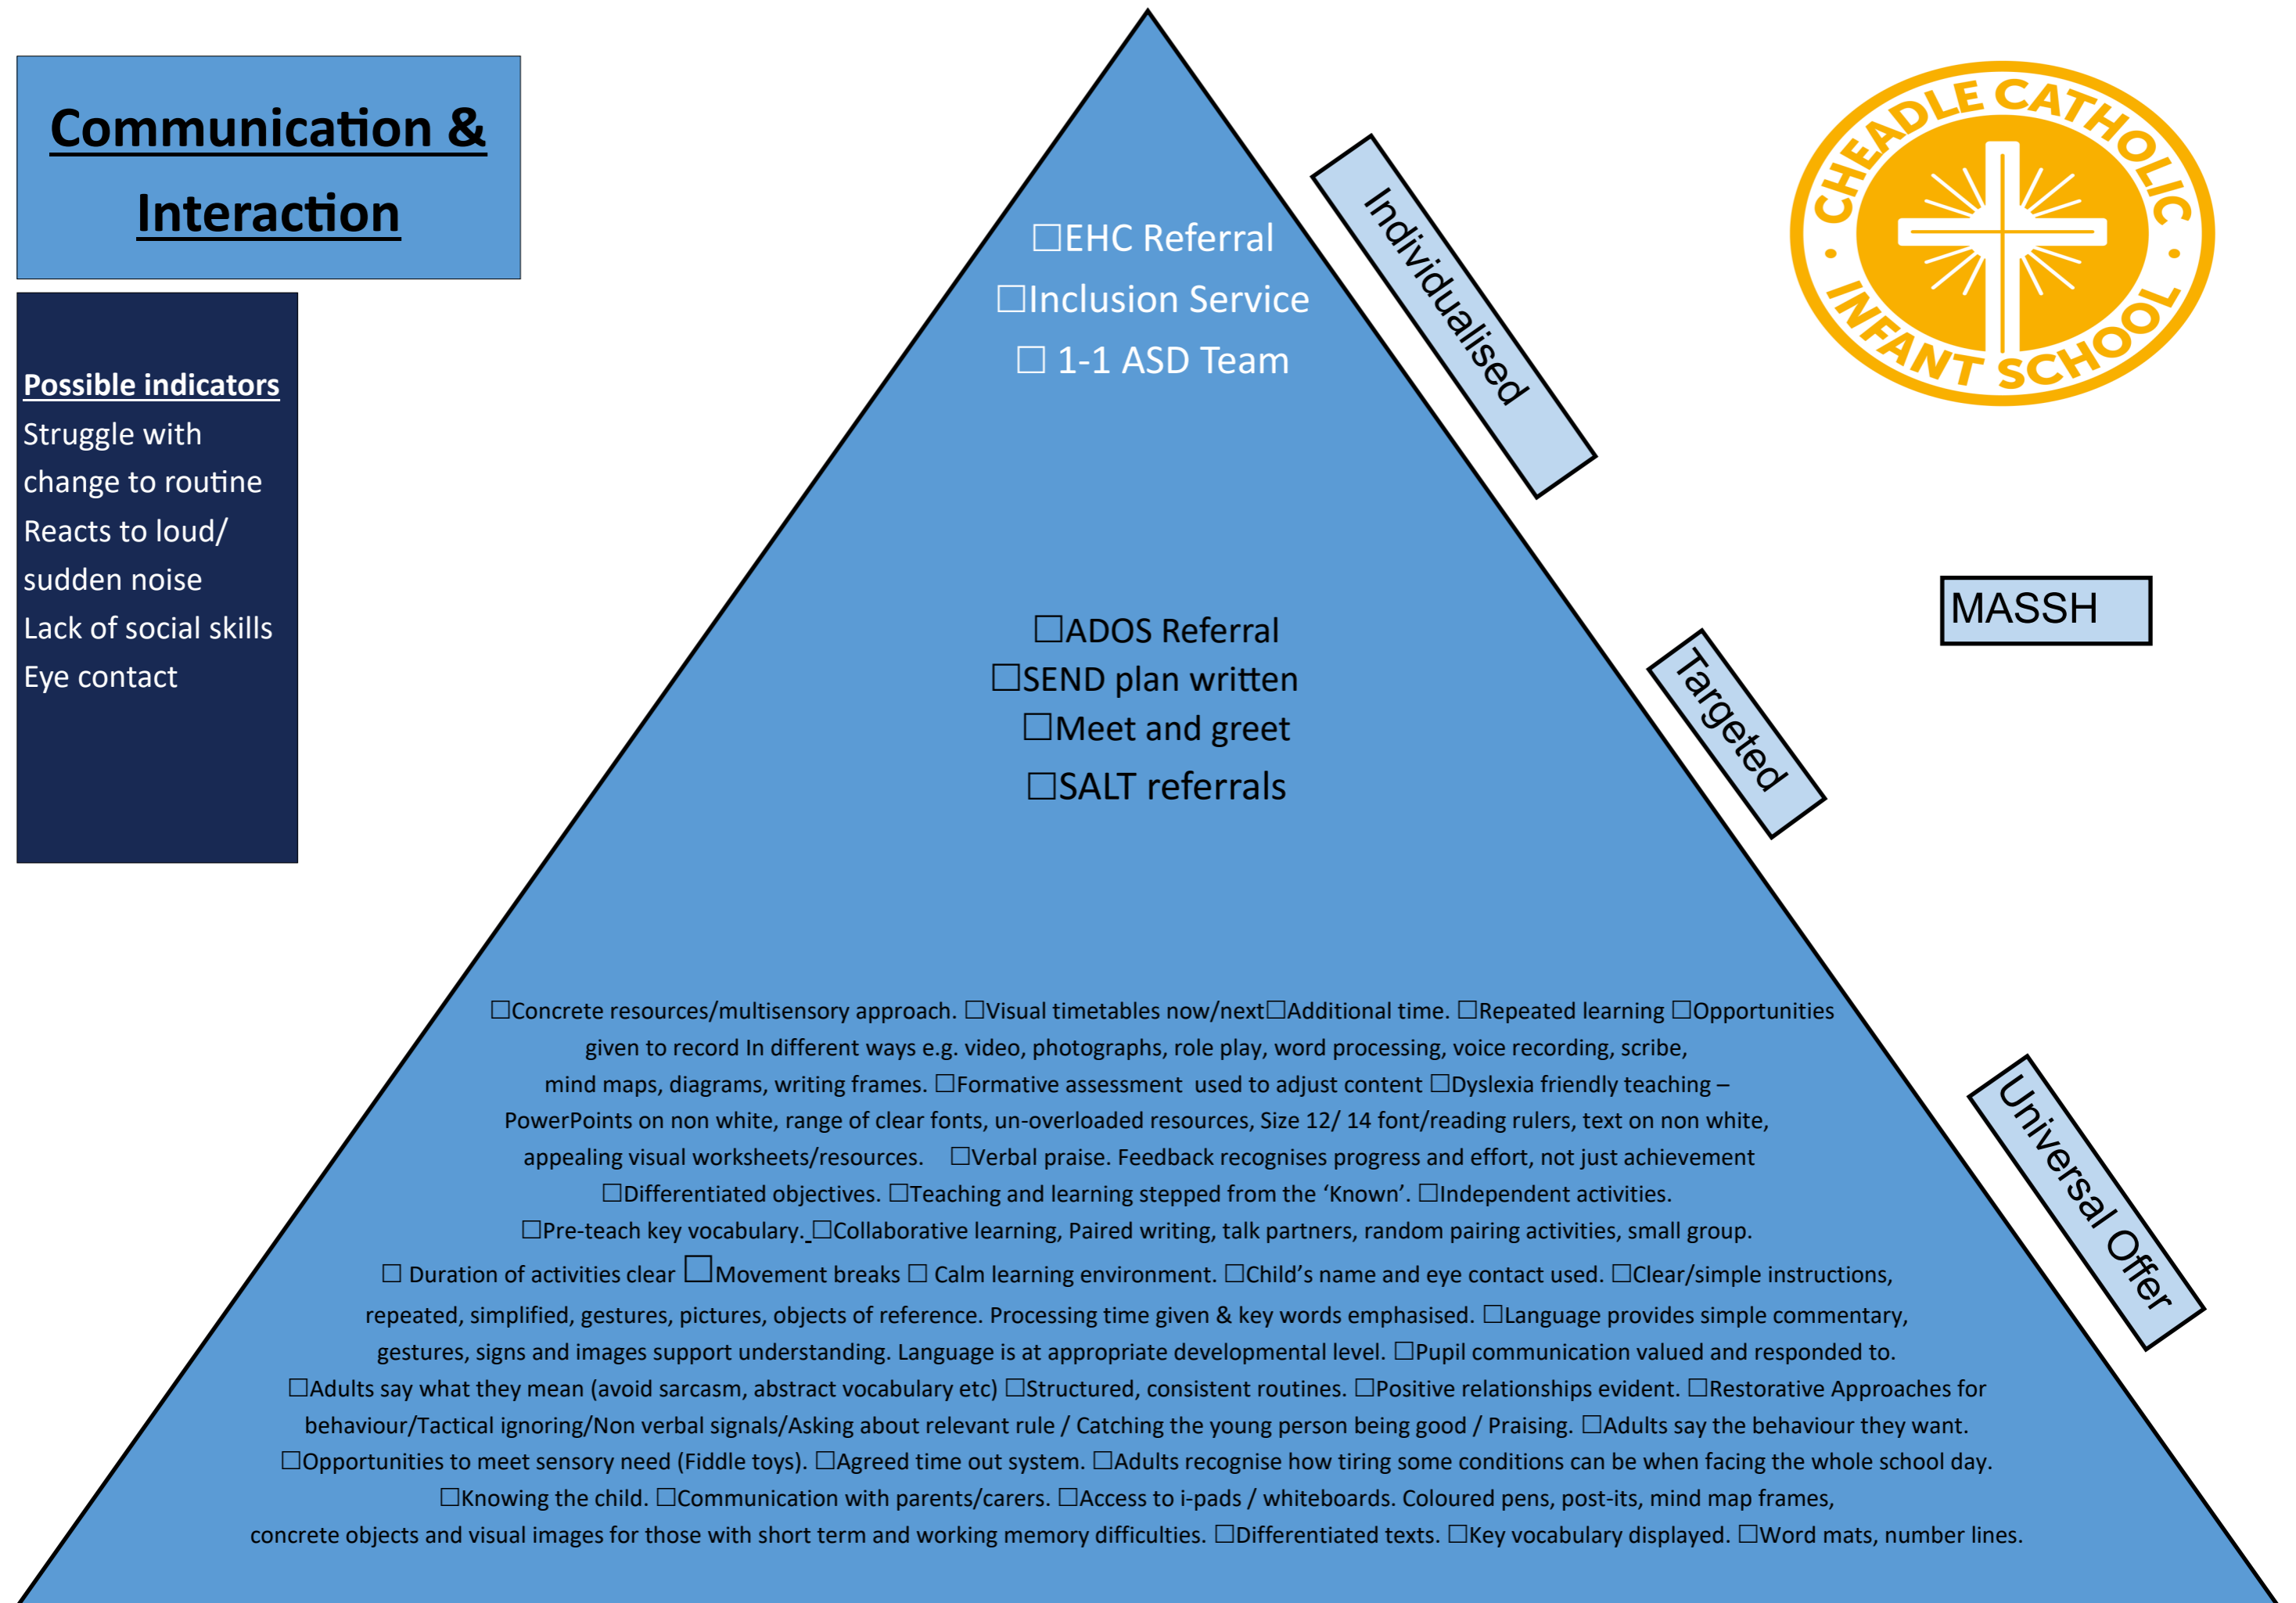 Communication &
Interaction
Possible indicators
Struggle with
change to routine
Reacts to loud/
sudden noise
Lack of social skills
Eye contact
☐EHC Referral
☐Inclusion Service
☐ 1-1 ASD Team
Individualised
CHEADLE CATHOLIC
· INFANT SCHOOL ·
MASSH
☐ADOS Referral
☐SEND plan written
☐Meet and greet
☐SALT referrals
Targeted
☐Concrete resources/multisensory approach. ☐Visual timetables now/next☐Additional time. ☐Repeated learning ☐Opportunities
given to record In different ways e.g. video, photographs, role play, word processing, voice recording, scribe,
mind maps, diagrams, writing frames. ☐Formative assessment  used to adjust content ☐Dyslexia friendly teaching –
PowerPoints on non white, range of clear fonts, un-overloaded resources, Size 12/ 14 font/reading rulers, text on non white,
appealing visual worksheets/resources.   ☐Verbal praise. Feedback recognises progress and effort, not just achievement
☐Differentiated objectives. ☐Teaching and learning stepped from the ‘Known’. ☐Independent activities.
☐Pre-teach key vocabulary. ☐Collaborative learning, Paired writing, talk partners, random pairing activities, small group.
☐ Duration of activities clear ☐Movement breaks ☐ Calm learning environment. ☐Child’s name and eye contact used. ☐Clear/simple instructions,
repeated, simplified, gestures, pictures, objects of reference. Processing time given & key words emphasised. ☐Language provides simple commentary,
gestures, signs and images support understanding. Language is at appropriate developmental level. ☐Pupil communication valued and responded to.
☐Adults say what they mean (avoid sarcasm, abstract vocabulary etc) ☐Structured, consistent routines. ☐Positive relationships evident. ☐Restorative Approaches for
behaviour/Tactical ignoring/Non verbal signals/Asking about relevant rule / Catching the young person being good / Praising. ☐Adults say the behaviour they want.
☐Opportunities to meet sensory need (Fiddle toys). ☐Agreed time out system. ☐Adults recognise how tiring some conditions can be when facing the whole school day.
☐Knowing the child. ☐Communication with parents/carers. ☐Access to i-pads / whiteboards. Coloured pens, post-its, mind map frames,
concrete objects and visual images for those with short term and working memory difficulties. ☐Differentiated texts. ☐Key vocabulary displayed. ☐Word mats, number lines.
Universal Offer